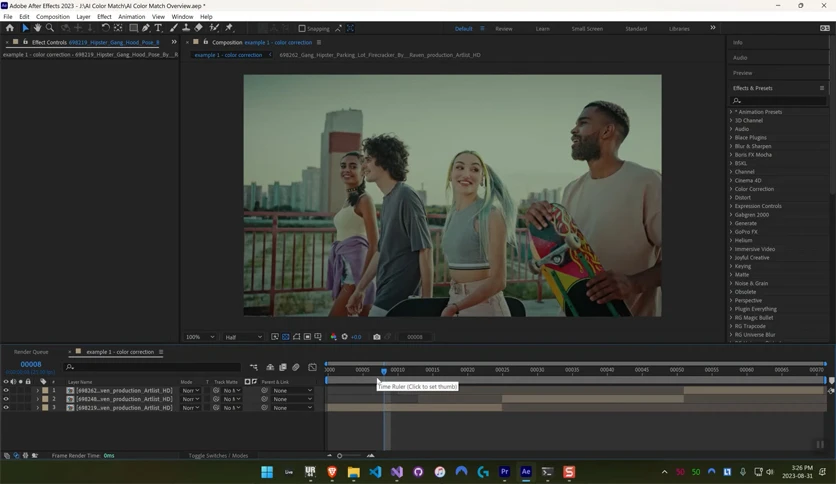 Adobe After Effects 2023 - J:\AI Color Match\AI Color Match Overview.aep *
File Edit Composition Layer Effect Animation View Window Help
Snapping
Default Review Learn Small Screen Standard Libraries
Effect Controls 698219_Hipster_Gang_Hood_Pose_B
Composition example 1 - color correction
example 1 - color correction • 698219_Hipster_Gang_Hood_Pose_By__R
example 1 - color correction
698262_Gang_Hipster_Parking_Lot_Firecracker_By__Raven_production_Artlist_HD
Info
Audio
Preview
Effects & Presets
* Animation Presets
3D Channel
Audio
Black Plugins
Blur & Sharpen
Boris FX Mocha
BSKL
Channel
Cinema 4D
Color Correction
Distort
Expression Controls
Gabgren 2000
Generate
GoPro FX
Helium
Immersive Video
Joyful Creative
Keying
Matte
Noise & Grain
Obsolete
Perspective
Plugin Everything
RG Magic Bullet
RG Trapcode
RG Universe Blur
100% Half +0.0 00008
Render Queue example 1 - color correction
00008
# Layer Name Mode T Track Matte Parent & Link
1 [698262...ven_production_Artlist_HD] Norr No M None
2 [698248...ven_production_Artlist_HD] Norr No M None
3 [698219...ven_production_Artlist_HD] Norr No M None
0000 00005 00010 00015 00020 00025 00030 00035 00040 00045 00050 00055 00060 00065 00070
Time Ruler (Click to set thumb)
Frame Render Time: 0ms
Toggle Switches / Modes
3:26 PM
2023-08-31